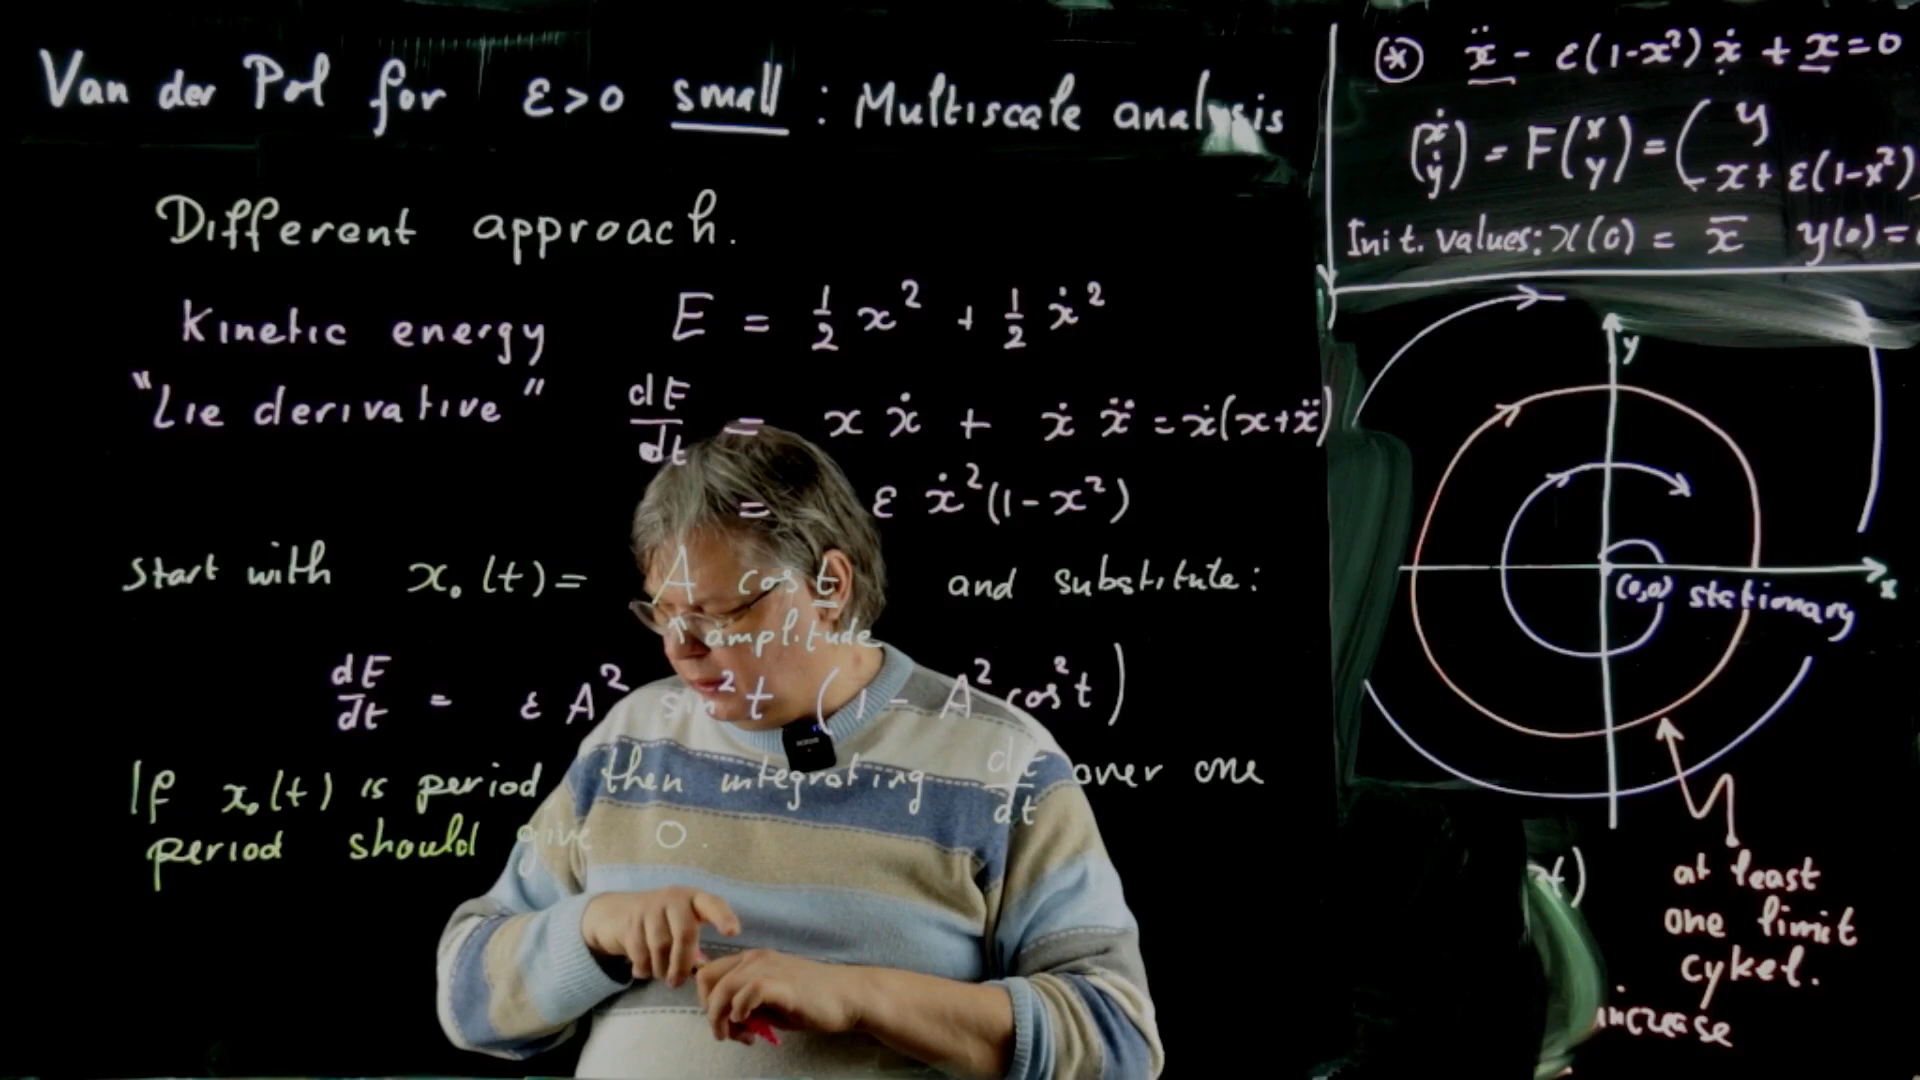 Van der Pol for ε>0 small : Multiscale analysis
Different approach.
Kinetic energy E = 1/2 x² + 1/2 ẋ²
"Lie derivative" dE/dt = x ẋ + ẋ ẍ = ẋ(x+ẍ)
= ε ẋ²(1-x²)
start with x₀(t) = A cos t and substitute:
amplitude
dE/dt = ε A² sin² t (1 - A² cos² t)
If x₀(t) is period then integrating dE/dt over one
period should give 0.
(*) ẍ - ε(1-x²) ẋ + x = 0
(ẋ ẏ) = F(x y) = ( y
x + ε(1-x²)
Init. values: x(0) = x̄ y(0) =
y
x
(0,0) stationary
at least
one limit
cykel.
increase